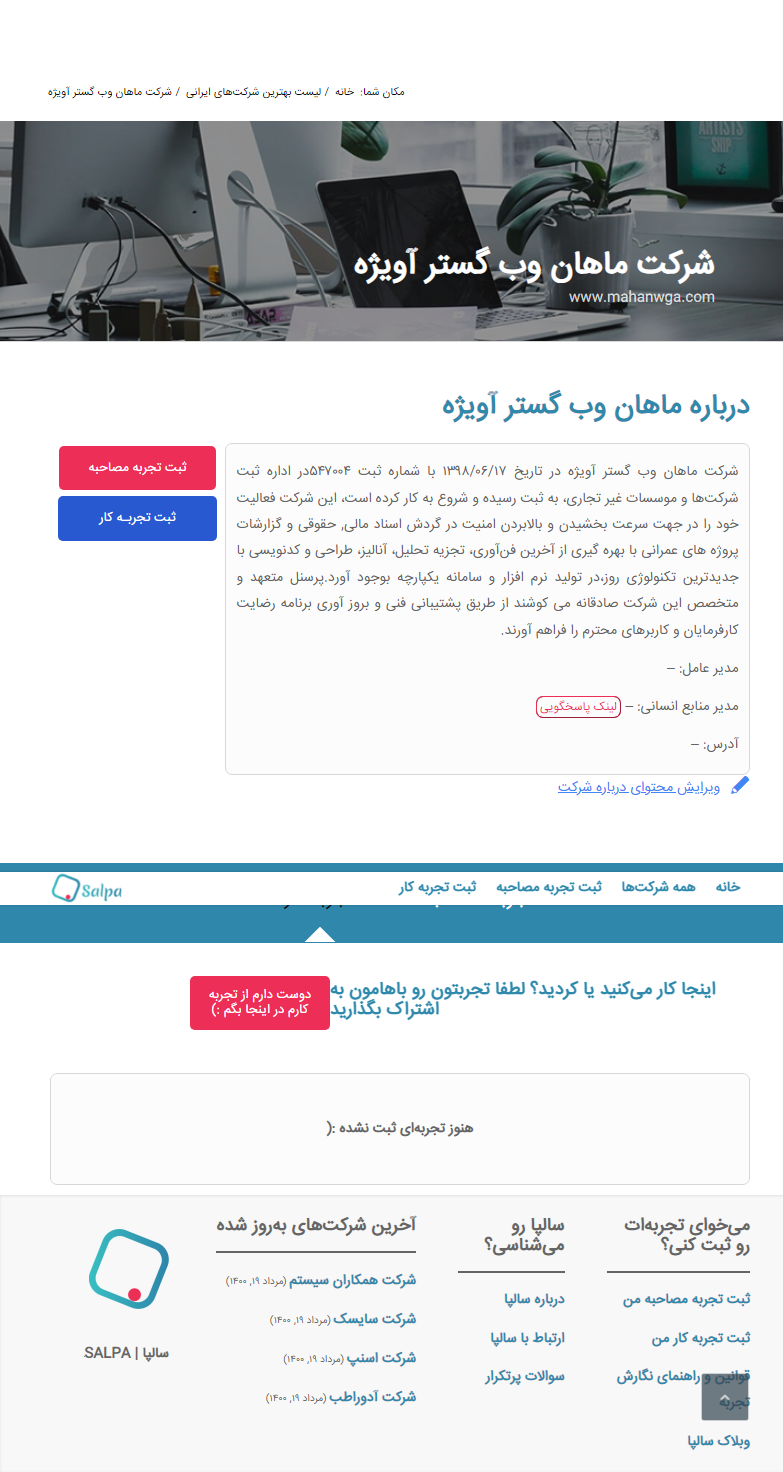 مکان شما: خانه / لیست بهترین شرکت‌های ایرانی / شرکت ماهان وب گستر آویژه
ARTISTS
SHIP
شرکت ماهان وب گستر آویژه
www.mahanwga.com
درباره ماهان وب گستر آویژه
شرکت ماهان وب گستر آویژه در تاریخ ۱۳۹۸/۰۶/۱۷ با شماره ثبت ۵۴۷۰۰۴در اداره ثبت
شرکت‌ها و موسسات غیر تجاری، به ثبت رسیده و شروع به کار کرده است، این شرکت فعالیت
خود را در جهت سرعت بخشیدن و بالابردن امنیت در گردش اسناد مالی, حقوقی و گزارشات
پروژه های عمرانی با بهره گیری از آخرین فن‌آوری، تجزیه تحلیل، آنالیز، طراحی و کدنویسی با
جدیدترین تکنولوژی روز،در تولید نرم افزار و سامانه یکپارچه بوجود آورد.پرسنل متعهد و
متخصص این شرکت صادقانه می کوشند از طریق پشتیبانی فنی و بروز آوری برنامه رضایت
کارفرمایان و کاربرهای محترم را فراهم آورند.
مدیر عامل: –
مدیر منابع انسانی: – لینک پاسخگویی
آدرس: –
ویرایش محتوای درباره شرکت
ثبت تجربه مصاحبه
ثبت تجربـه کار
خانه
همه شرکت‌ها
ثبت تجربه مصاحبه
ثبت تجربه کار
Salpa
اینجا کار می‌کنید یا کردید؟ لطفا تجربتون رو باهامون به
اشتراک بگذارید
دوست دارم از تجربه
کارم در اینجا بگم :)
هنوز تجربه‌ای ثبت نشده :(
می‌خوای تجربه‌ات
رو ثبت کنی؟
ثبت تجربه مصاحبه من
ثبت تجربه کار من
قوانین و راهنمای نگارش
تجربه
وبلاک سالپا
سالپا رو
می‌شناسی؟
درباره سالپا
ارتباط با سالپا
سوالات پرتکرار
آخرین شرکت‌های به‌روز شده
شرکت همکاران سیستم (مرداد ۱۹, ۱۴۰۰)
شرکت سایسک (مرداد ۱۹, ۱۴۰۰)
شرکت اسنپ (مرداد ۱۹, ۱۴۰۰)
شرکت آدوراطب (مرداد ۱۹, ۱۴۰۰)
سالپا | SALPA